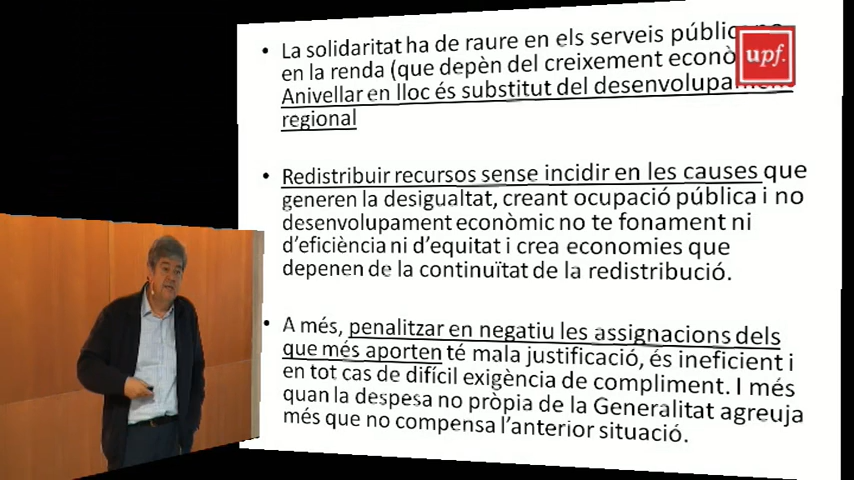 • La solidaritat ha de raure en els serveis públics no
en la renda (que depèn del creixement econò
Anivellar en lloc és substitut del desenvolupament
regional
• Redistribuir recursos sense incidir en les causes que
generen la desigualtat, creant ocupació pública i no
desenvolupament econòmic no te fonament ni
d'eficiència ni d'equitat i crea economies que
depenen de la continuïtat de la redistribució.
• A més, penalitzar en negatiu les assignacions dels
que més aporten té mala justificació, és ineficient i
en tot cas de difícil exigència de compliment. I més
quan la despesa no pròpia de la Generalitat agreuja
més que no compensa l'anterior situació.
upf.